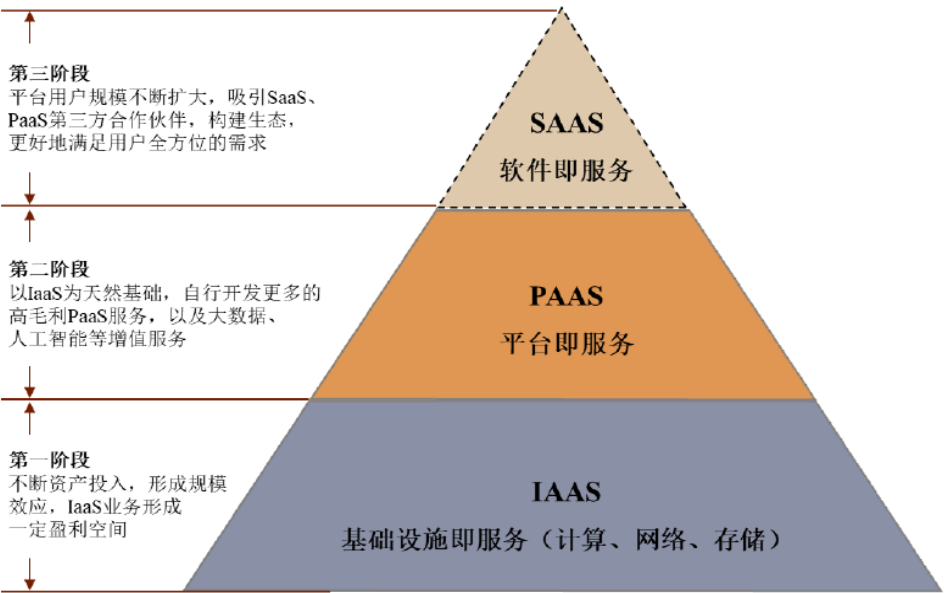 第三阶段
平台用户规模不断扩大，吸引SaaS、
PaaS第三方合作伙伴，构建生态，
更好地满足用户全方位的需求
SAAS
软件即服务
第二阶段
以IaaS为天然基础，自行开发更多的
高毛利PaaS服务，以及大数据、
人工智能等增值服务
PAAS
平台即服务
第一阶段
不断资产投入，形成规模
效应，IaaS业务形成
一定盈利空间
IAAS
基础设施即服务（计算、网络、存储）